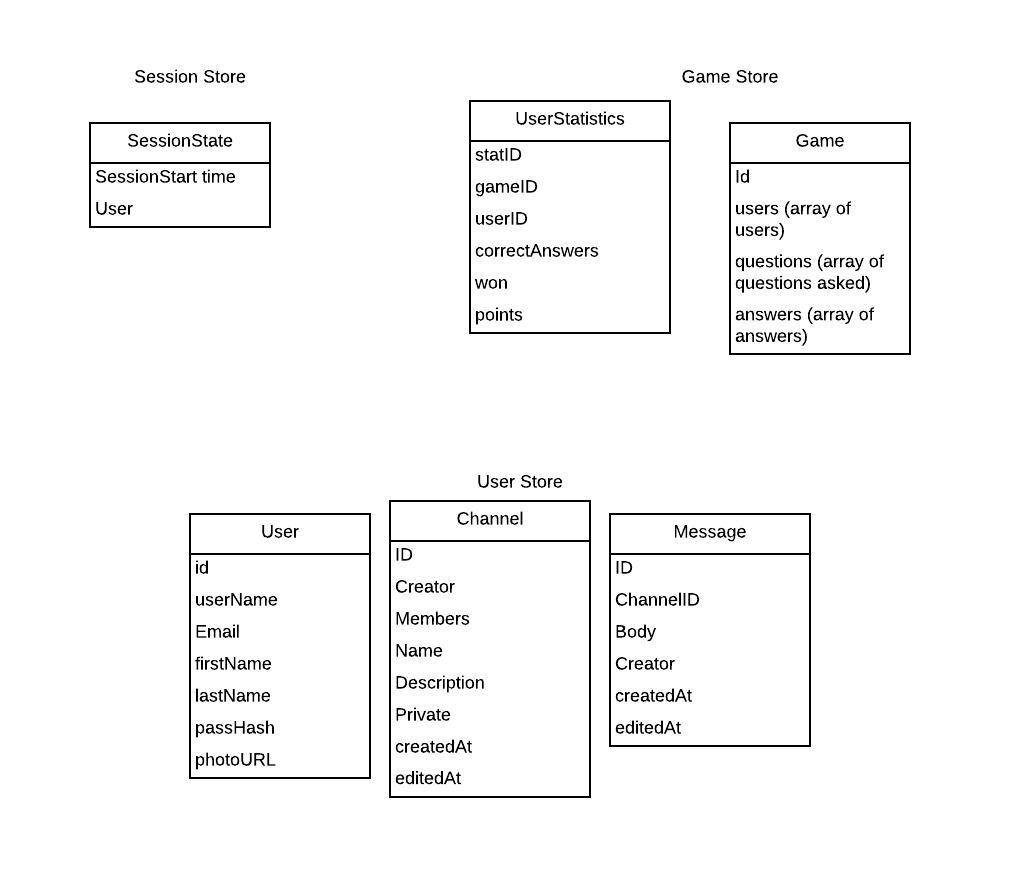 Session Store
SessionState
SessionStart time
User
Game Store
UserStatistics
statID
gameID
userID
correctAnswers
won
points
Game
Id
users (array of
users)
questions (array of
questions asked)
answers (array of
answers)
User Store
User
id
userName
Email
firstName
lastName
passHash
photoURL
Channel
ID
Creator
Members
Name
Description
Private
createdAt
editedAt
Message
ID
ChannelID
Body
Creator
createdAt
editedAt